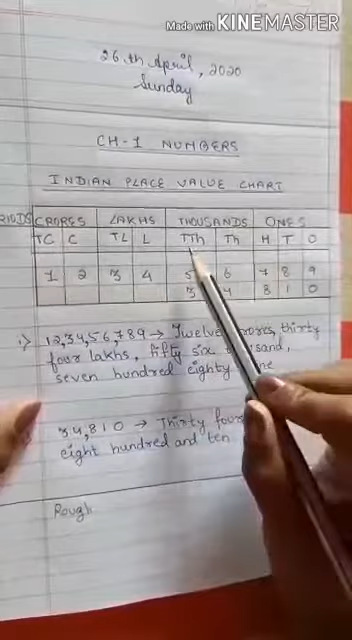 Made with KINEMASTER
26th April, 2020
Sunday
CH-1 NUMBERS
INDIAN PLACE VALUE CHART
CRORES LAKHS THOUSANDS ONES
TC C TL L TTh Th H T O
1 2 3 4 5 6 7 8 9
3 4 8 1 0
i) 12,34,56,789 → Twelve crores, thirty
four lakhs, fifty six thousand,
seven hundred eighty
34,810 → Thirty four
eight hundred and ten
Rough